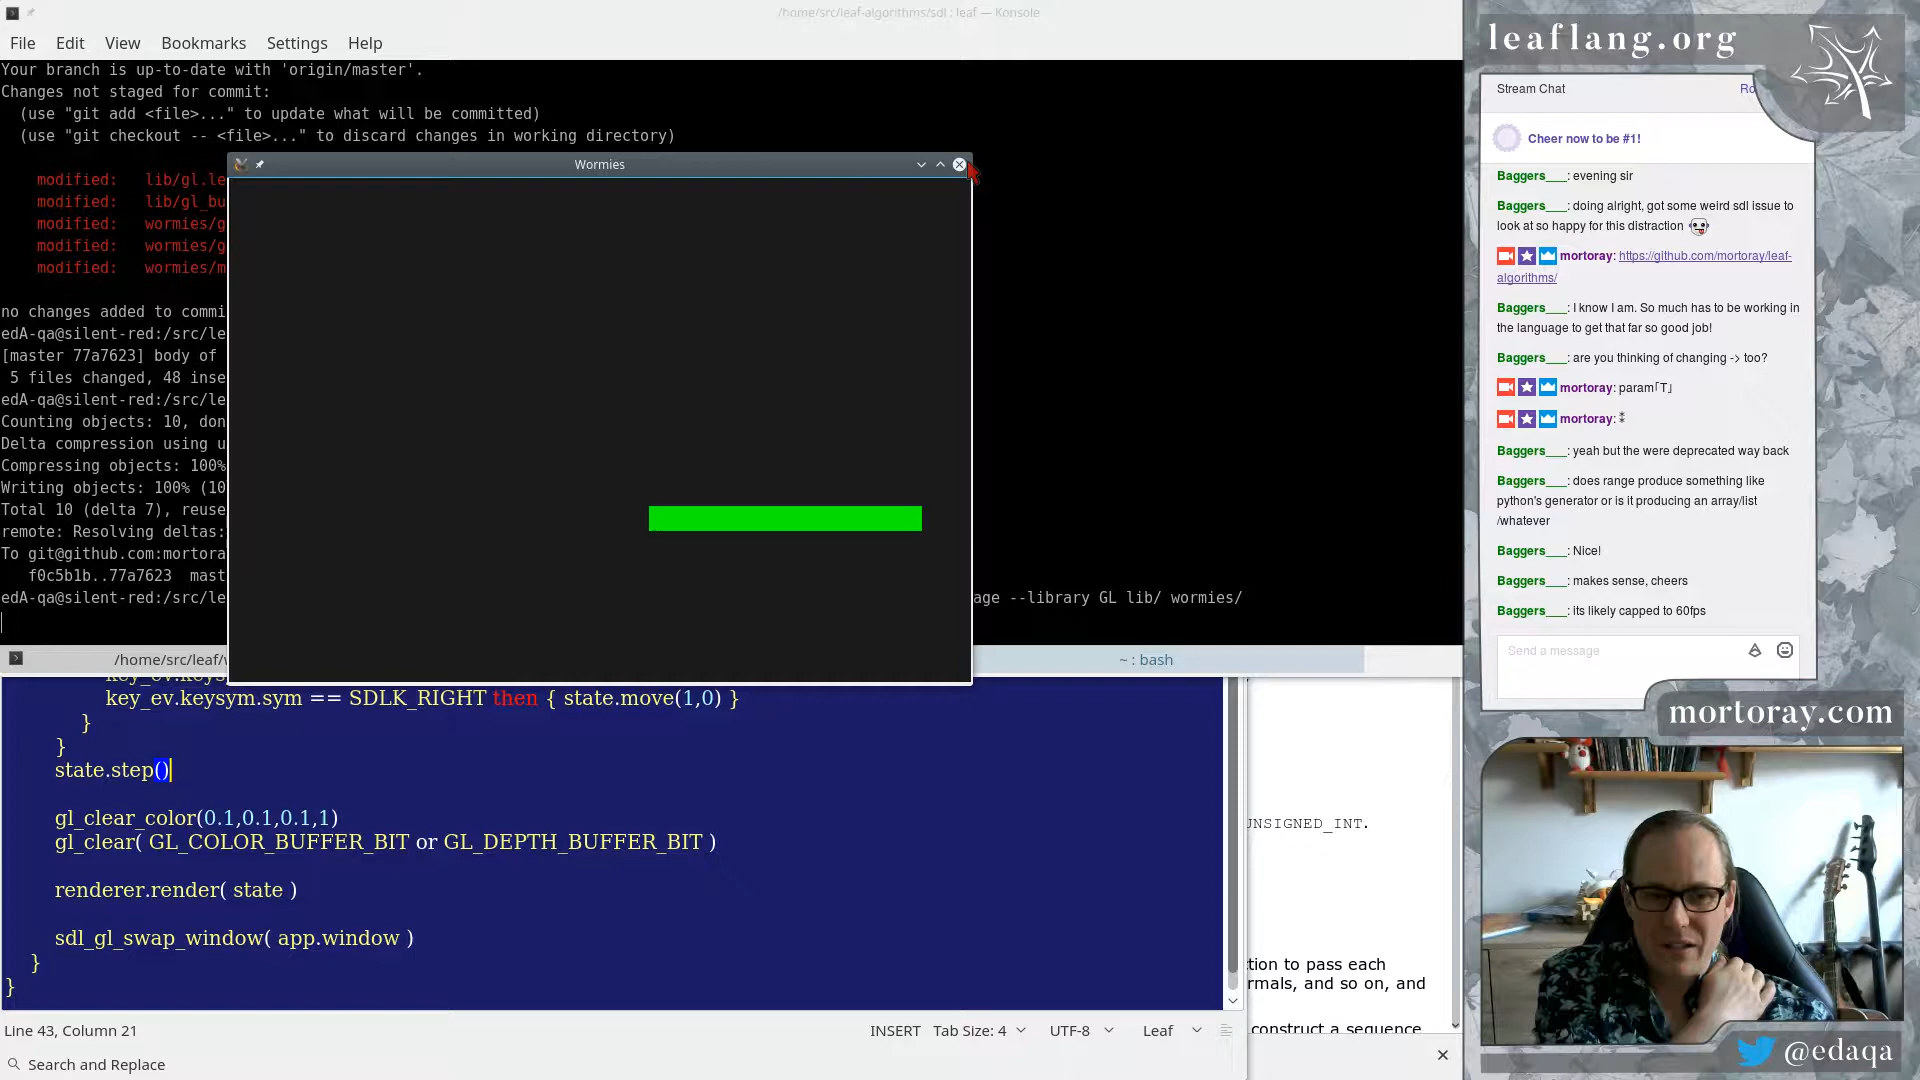 /home/src/leaf-algorithms/sdl : leaf — Konsole
File Edit View Bookmarks Settings Help
Your branch is up-to-date with 'origin/master'.
Changes not staged for commit:
(use "git add <file>..." to update what will be committed)
(use "git checkout -- <file>..." to discard changes in working directory)
modified: lib/gl.le
modified: lib/gl_bu
modified: wormies/g
modified: wormies/g
modified: wormies/m
no changes added to commi
edA-qa@silent-red:/src/le
[master 77a7623] body of
5 files changed, 48 inse
edA-qa@silent-red:/src/le
Counting objects: 10, don
Delta compression using u
Compressing objects: 100%
Writing objects: 100% (10
Total 10 (delta 7), reuse
remote: Resolving deltas:
To git@github.com:mortora
f0c5b1b..77a7623 mast
edA-qa@silent-red:/src/le
age --library GL lib/ wormies/
Wormies
/home/src/leaf/
~ : bash
key_ev.keys
key_ev.keysym.sym == SDLK_RIGHT then { state.move(1,0) }
}
}
state.step()
gl_clear_color(0.1,0.1,0.1,1)
gl_clear( GL_COLOR_BUFFER_BIT or GL_DEPTH_BUFFER_BIT )
renderer.render( state )
sdl_gl_swap_window( app.window )
}
}
Line 43, Column 21
INSERT Tab Size: 4 UTF-8 Leaf
Search and Replace
UNSIGNED_INT.
tion to pass each
rmals, and so on, and
construct a sequence
leaflang.org
Stream Chat
Ro
Cheer now to be #1!
Baggers___: evening sir
Baggers___: doing alright, got some weird sdl issue to
look at so happy for this distraction
mortoray: https://github.com/mortoray/leaf-
algorithms/
Baggers___: I know I am. So much has to be working in
the language to get that far so good job!
Baggers___: are you thinking of changing -> too?
mortoray: param「T」
mortoray: ⁑
Baggers___: yeah but the were deprecated way back
Baggers___: does range produce something like
python's generator or is it producing an array/list
/whatever
Baggers___: Nice!
Baggers___: makes sense, cheers
Baggers___: its likely capped to 60fps
Send a message
mortoray.com
@edaqa